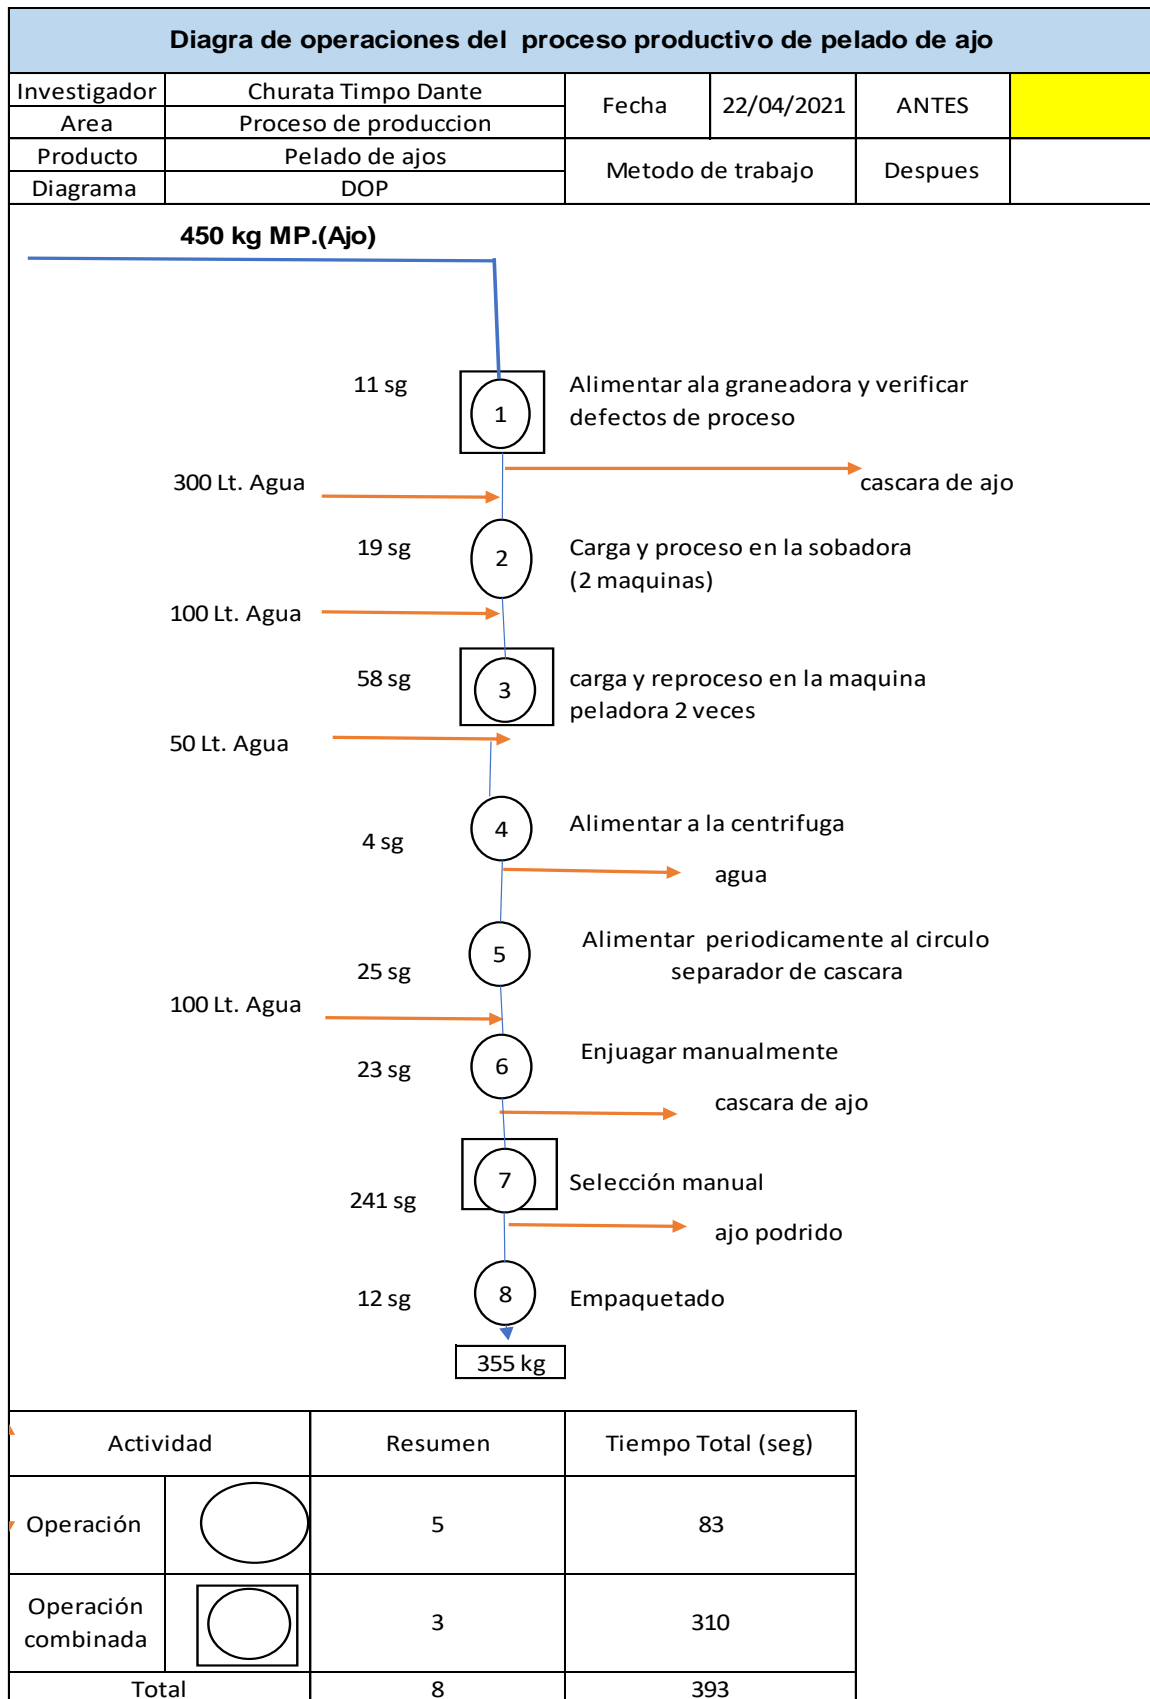 Diagra de operaciones del proceso productivo de pelado de ajo
Investigador Churata Timpo Dante Fecha 22/04/2021 ANTES
Area Proceso de produccion
Producto Pelado de ajos Metodo de trabajo Despues
Diagrama DOP
450 kg MP.(Ajo)
11 sg 1 Alimentar ala graneadora y verificar
defectos de proceso
300 Lt. Agua cascara de ajo
19 sg 2 Carga y proceso en la sobadora
(2 maquinas)
100 Lt. Agua
58 sg 3 carga y reproceso en la maquina
peladora 2 veces
50 Lt. Agua
4 sg 4 Alimentar a la centrifuga
agua
5 Alimentar periodicamente al circulo
25 sg separador de cascara
100 Lt. Agua
23 sg 6 Enjuagar manualmente
cascara de ajo
241 sg 7 Selección manual
ajo podrido
12 sg 8 Empaquetado
355 kg
Actividad Resumen Tiempo Total (seg)
Operación 5 83
Operación
combinada 3 310
Total 8 393